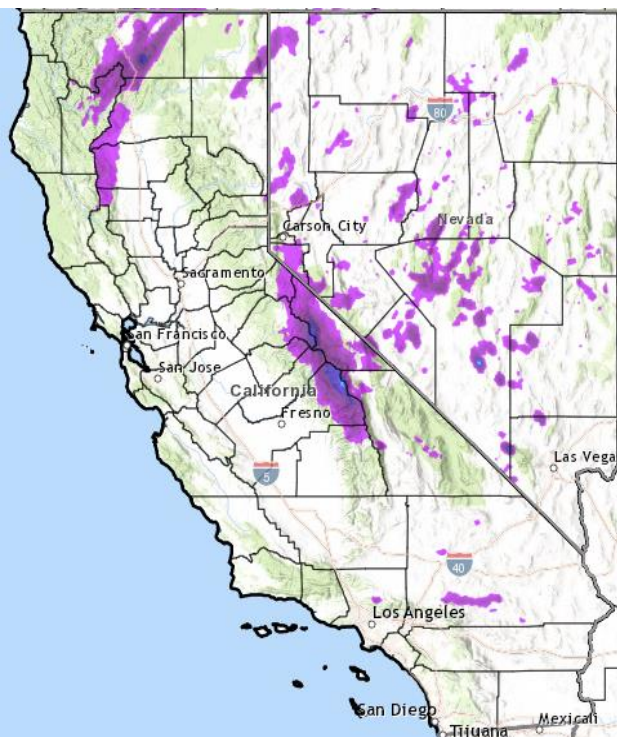 80
Nevada
Carson City
Sacramento
San Francisco
San Jose
California
Fresno
Las Vega
5
40
Los Angeles
San Diego
Tijuana
Mexicali